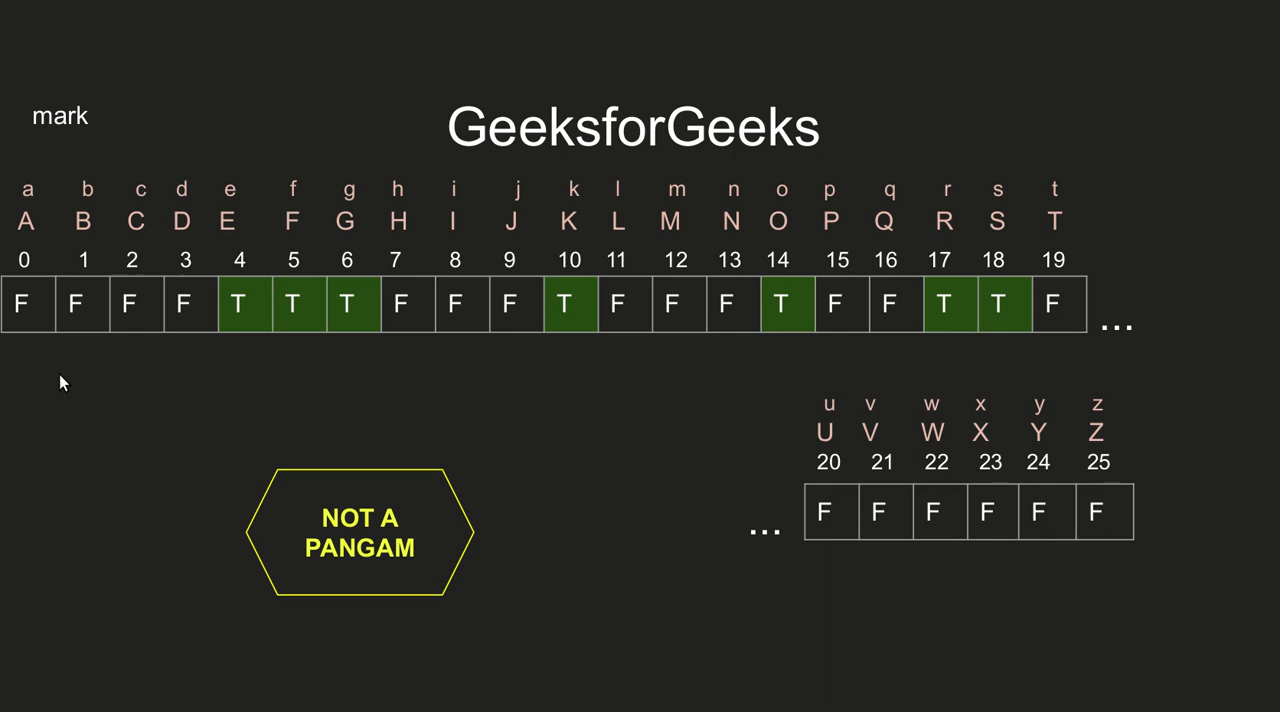 mark
GeeksforGeeks
a b c d e f g h i j k l m n o p q r s t
A B C D E F G H I J K L M N O P Q R S T
0 1 2 3 4 5 6 7 8 9 10 11 12 13 14 15 16 17 18 19
F F F F T T T F F F T F F F T F F T T F ...
u v w x y z
U V W X Y Z
20 21 22 23 24 25
... F F F F F F
NOT A
PANGAM